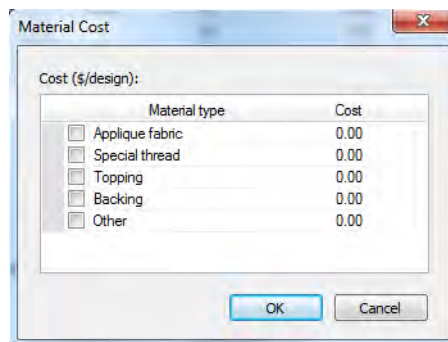 Material Cost
Cost ($/design):
Material type Cost
Applique fabric 0.00
Special thread 0.00
Topping 0.00
Backing 0.00
Other 0.00
OK Cancel